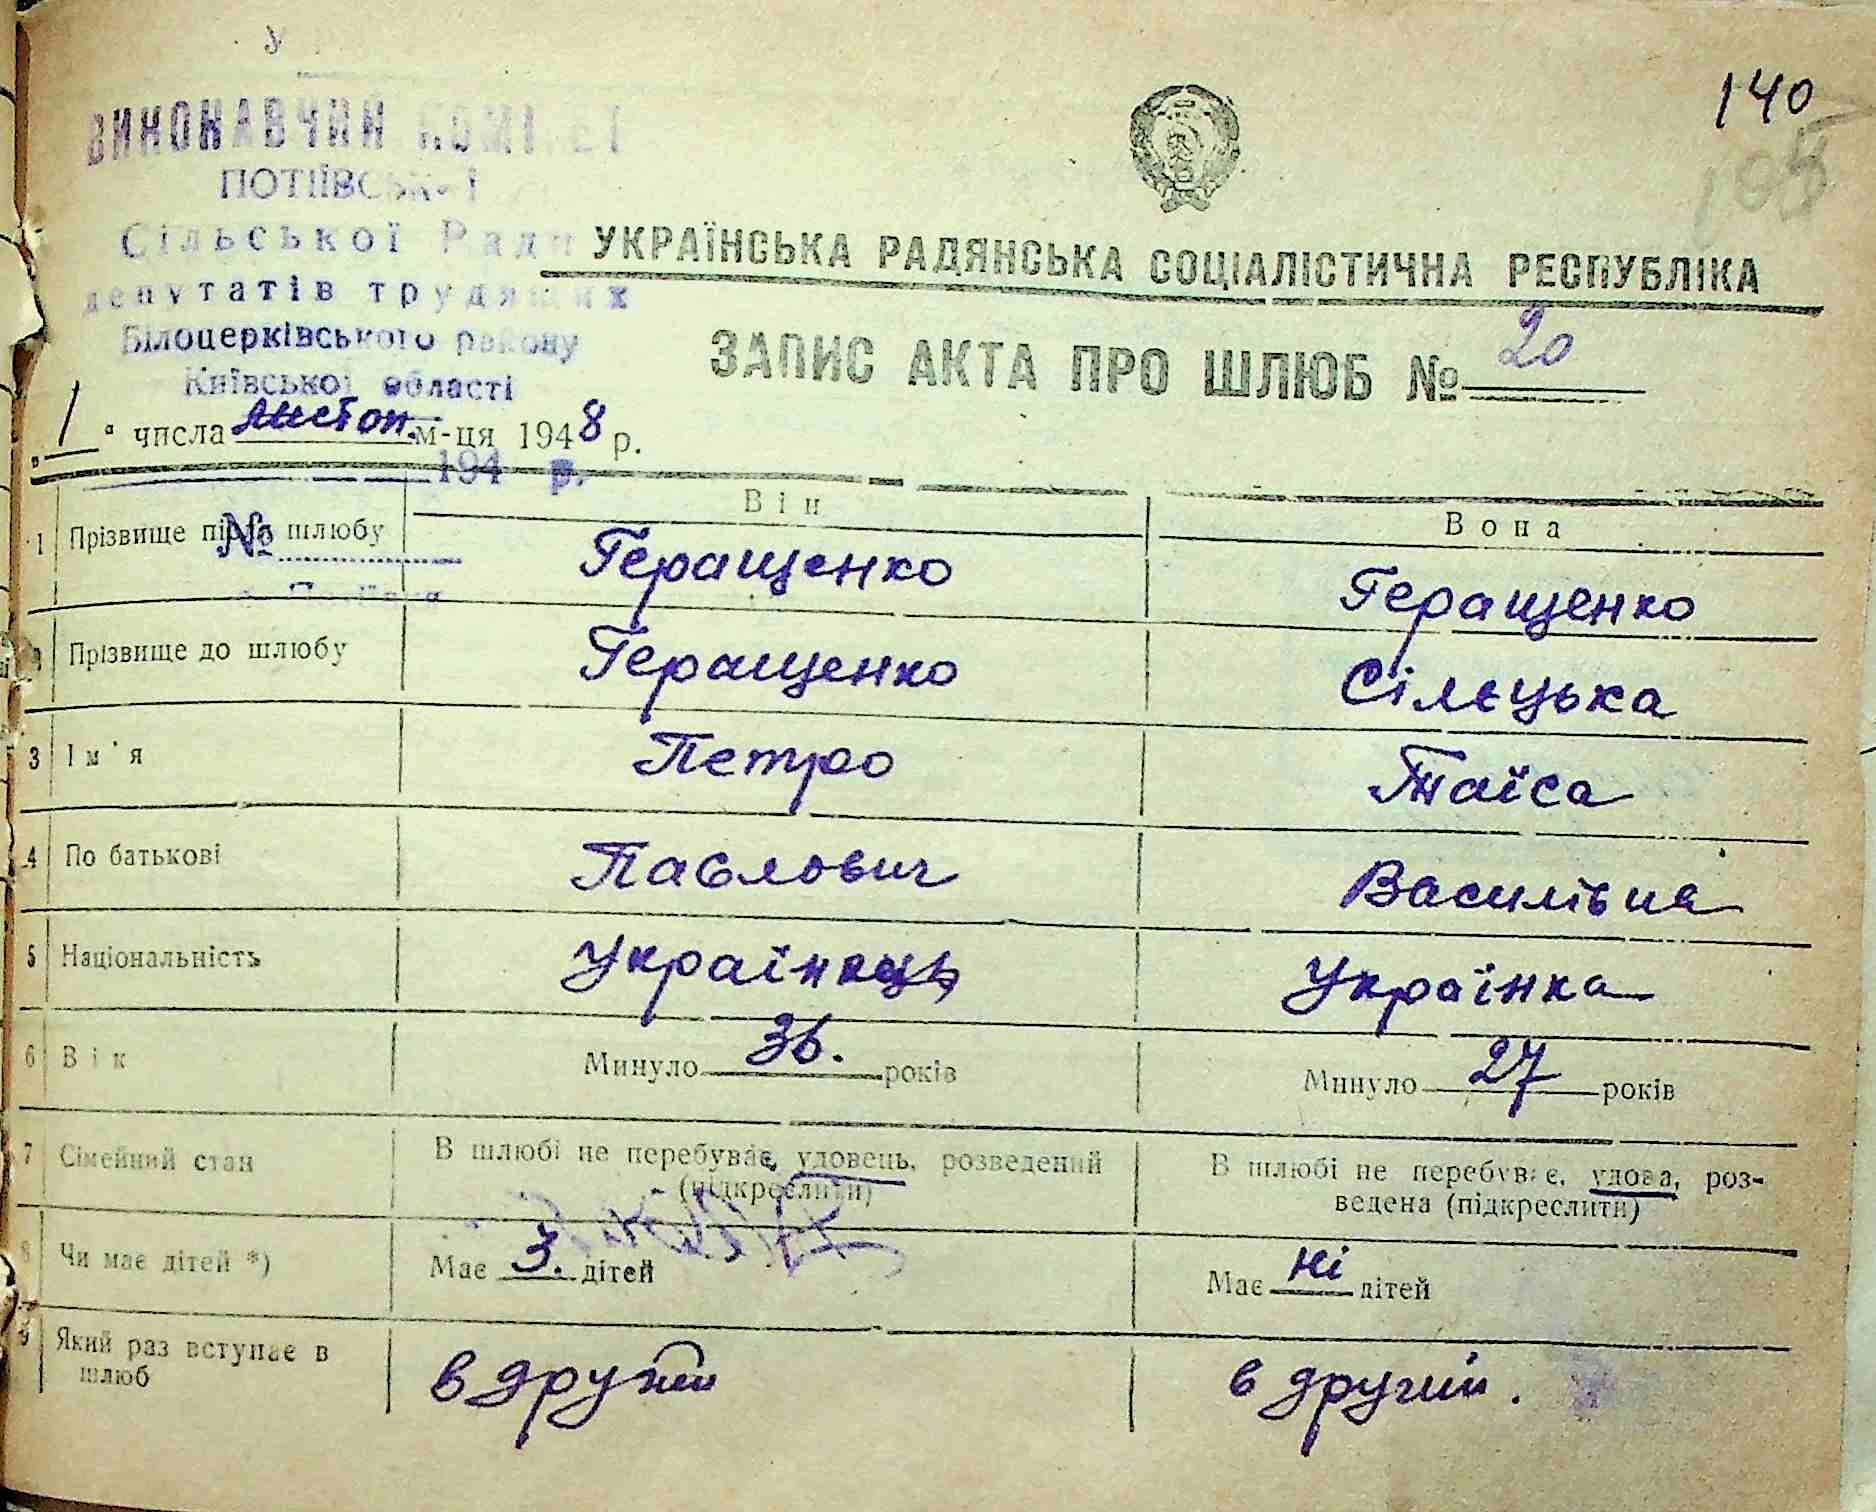 У
140
ВИКОНАВЧИЙ КОМІТЕТ
ПОТІЇВСЬКОЇ
Сільської Ради
УКРАЇНСЬКА РАДЯНСЬКА СОЦІАЛІСТИЧНА РЕСПУБЛІКА
депутатів трудящих
Білоцерківського району
Київської області
ЗАПИС АКТА ПРО ШЛЮБ № 20
„1“ числа листоп. м-ця 1948 р.
194 р.
Він Вона
1 Прізвище після шлюбу Геращенко Геращенко
№
2 Прізвище до шлюбу Геращенко Сільєцька
3 Ім'я Петро Таїса
4 По батькові Павлович Василівна
5 Національність Українець Українка
6 Вік Минуло 36. років Минуло 27 років
7 Сімейний стан В шлюбі не перебуває, удовець, розведений (підкреслити) В шлюбі не перебуває, удова, роз-
ведена (підкреслити)
8 Чи має дітей *) Має 3. дітей Має ні дітей
9 Який раз вступає в
шлюб в другий в другий.